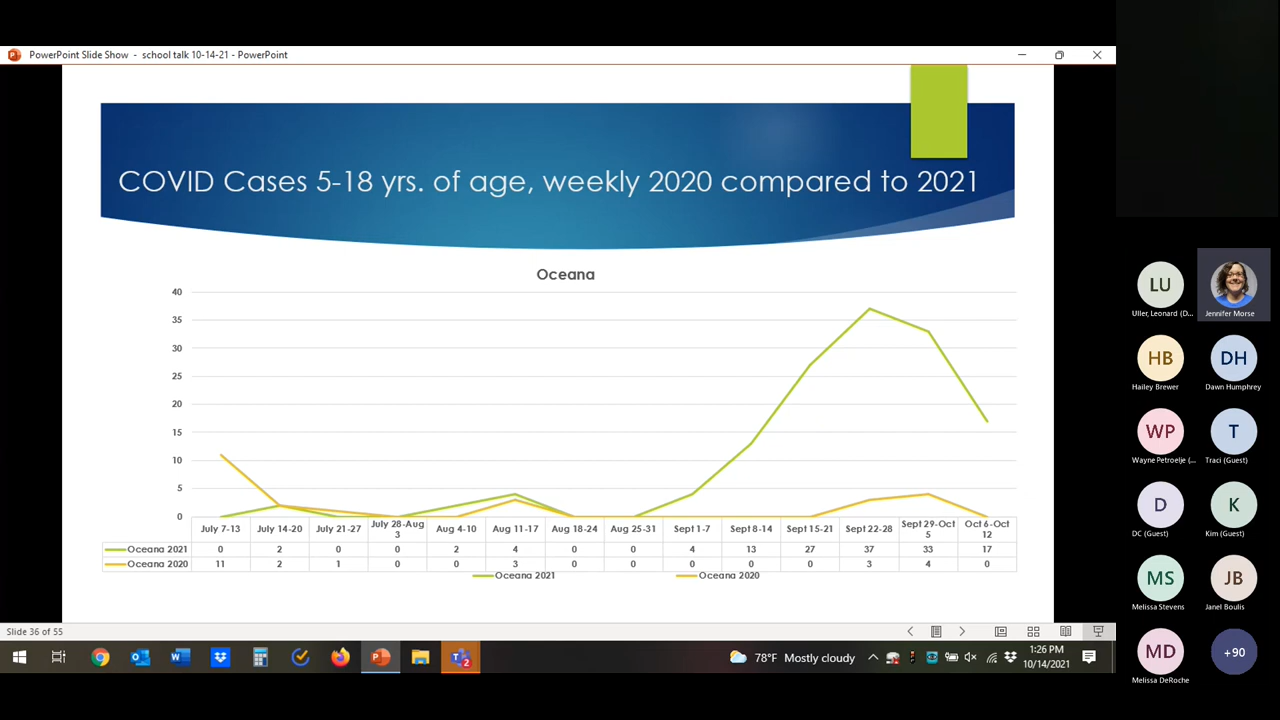 PowerPoint Slide Show - school talk 10-14-21 - PowerPoint
COVID Cases 5-18 yrs. of age, weekly 2020 compared to 2021
Oceana
40
35
30
25
20
15
10
5
0
July 7-13 July 14-20 July 21-27 July 28-Aug 3 Aug 4-10 Aug 11-17 Aug 18-24 Aug 25-31 Sept 1-7 Sept 8-14 Sept 15-21 Sept 22-28 Sept 29-Oct 5 Oct 6-Oct 12
Oceana 2021 0 2 0 0 2 4 0 0 4 13 27 37 33 17
Oceana 2020 11 2 1 0 0 3 0 0 0 0 0 3 4 0
Oceana 2021 Oceana 2020
Slide 36 of 55
78°F Mostly cloudy
1:26 PM
10/14/2021
2
LU
Uller, Leonard (D...
Jennifer Morse
HB DH
Hailey Brewer Dawn Humphrey
WP T
Wayne Petroelje (... Traci (Guest)
D K
DC (Guest) Kim (Guest)
MS JB
Melissa Stevens Janel Boulis
MD +90
Melissa DeRoche